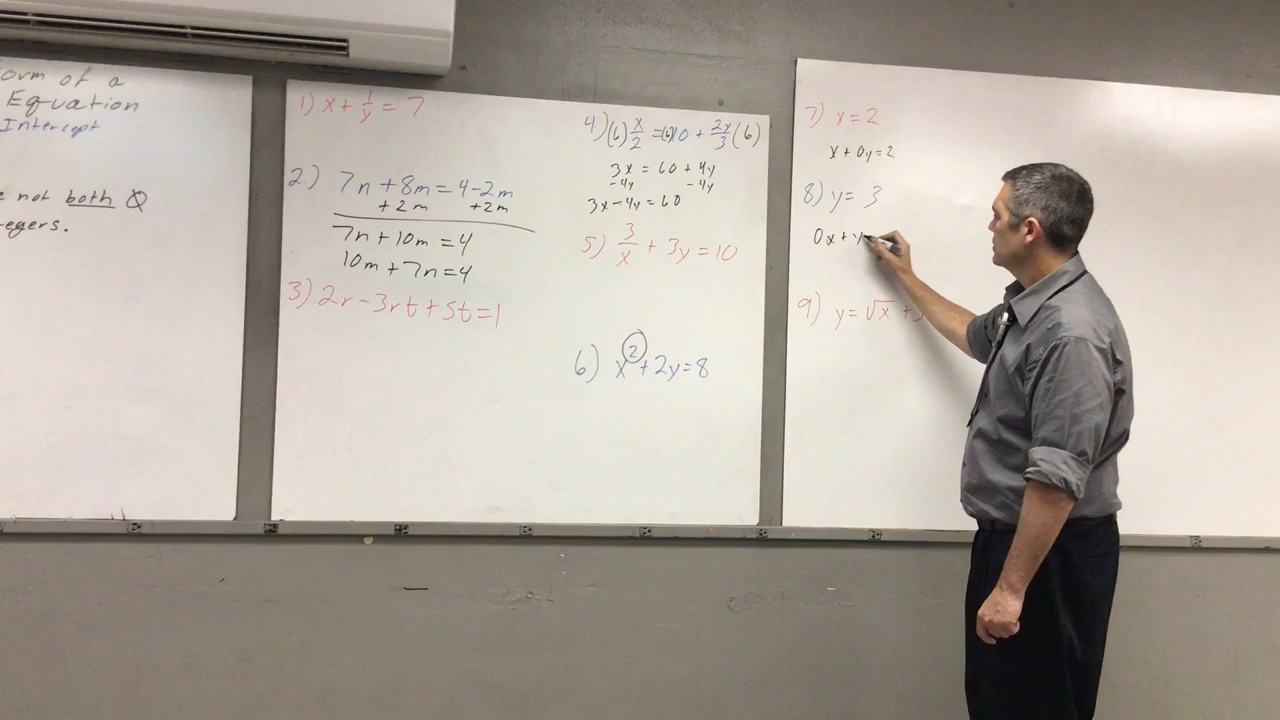 orm of a
Equation
Intercept
e not both 0
egers.
1) x + 1/y = 7
2.) 7n + 8m = 4-2m
+2m +2m
7n + 10m = 4
10m + 7n = 4
3) 2r - 3rt + 5t = 1
4) (6) x/2 = (6)10 + 2y/3 (6)
3x = 60 + 4y
-4y -4y
3x - 4y = 60
5) 3/x + 3y = 10
6) x² + 2y = 8
7) x = 2
x + 0y = 2
8) y = 3
0x + y
9) y = √x +